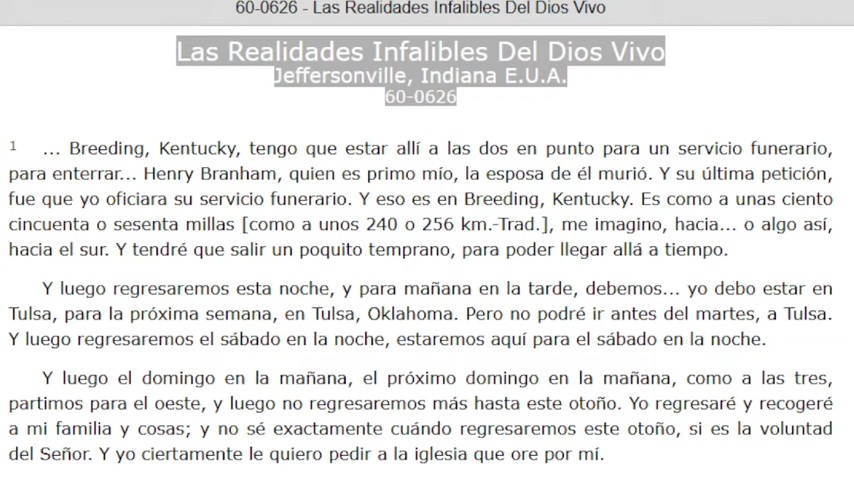 60-0626 - Las Realidades Infalibles Del Dios Vivo
Las Realidades Infalibles Del Dios Vivo
Jeffersonville, Indiana E.U.A.
60-0626
1 … Breeding, Kentucky, tengo que estar allí a las dos en punto para un servicio funerario,
para enterrar… Henry Branham, quien es primo mío, la esposa de él murió. Y su última petición,
fue que yo oficiara su servicio funerario. Y eso es en Breeding, Kentucky. Es como a unas ciento
cincuenta o sesenta millas [como a unos 240 o 256 km.-Trad.], me imagino, hacia… o algo así,
hacia el sur. Y tendré que salir un poquito temprano, para poder llegar allá a tiempo.
Y luego regresaremos esta noche, y para mañana en la tarde, debemos… yo debo estar en
Tulsa, para la próxima semana, en Tulsa, Oklahoma. Pero no podré ir antes del martes, a Tulsa.
Y luego regresaremos el sábado en la noche, estaremos aquí para el sábado en la noche.
Y luego el domingo en la mañana, el próximo domingo en la mañana, como a las tres,
partimos para el oeste, y luego no regresaremos más hasta este otoño. Yo regresaré y recogeré
a mi familia y cosas; y no sé exactamente cuándo regresaremos este otoño, si es la voluntad
del Señor. Y yo ciertamente le quiero pedir a la iglesia que ore por mí.